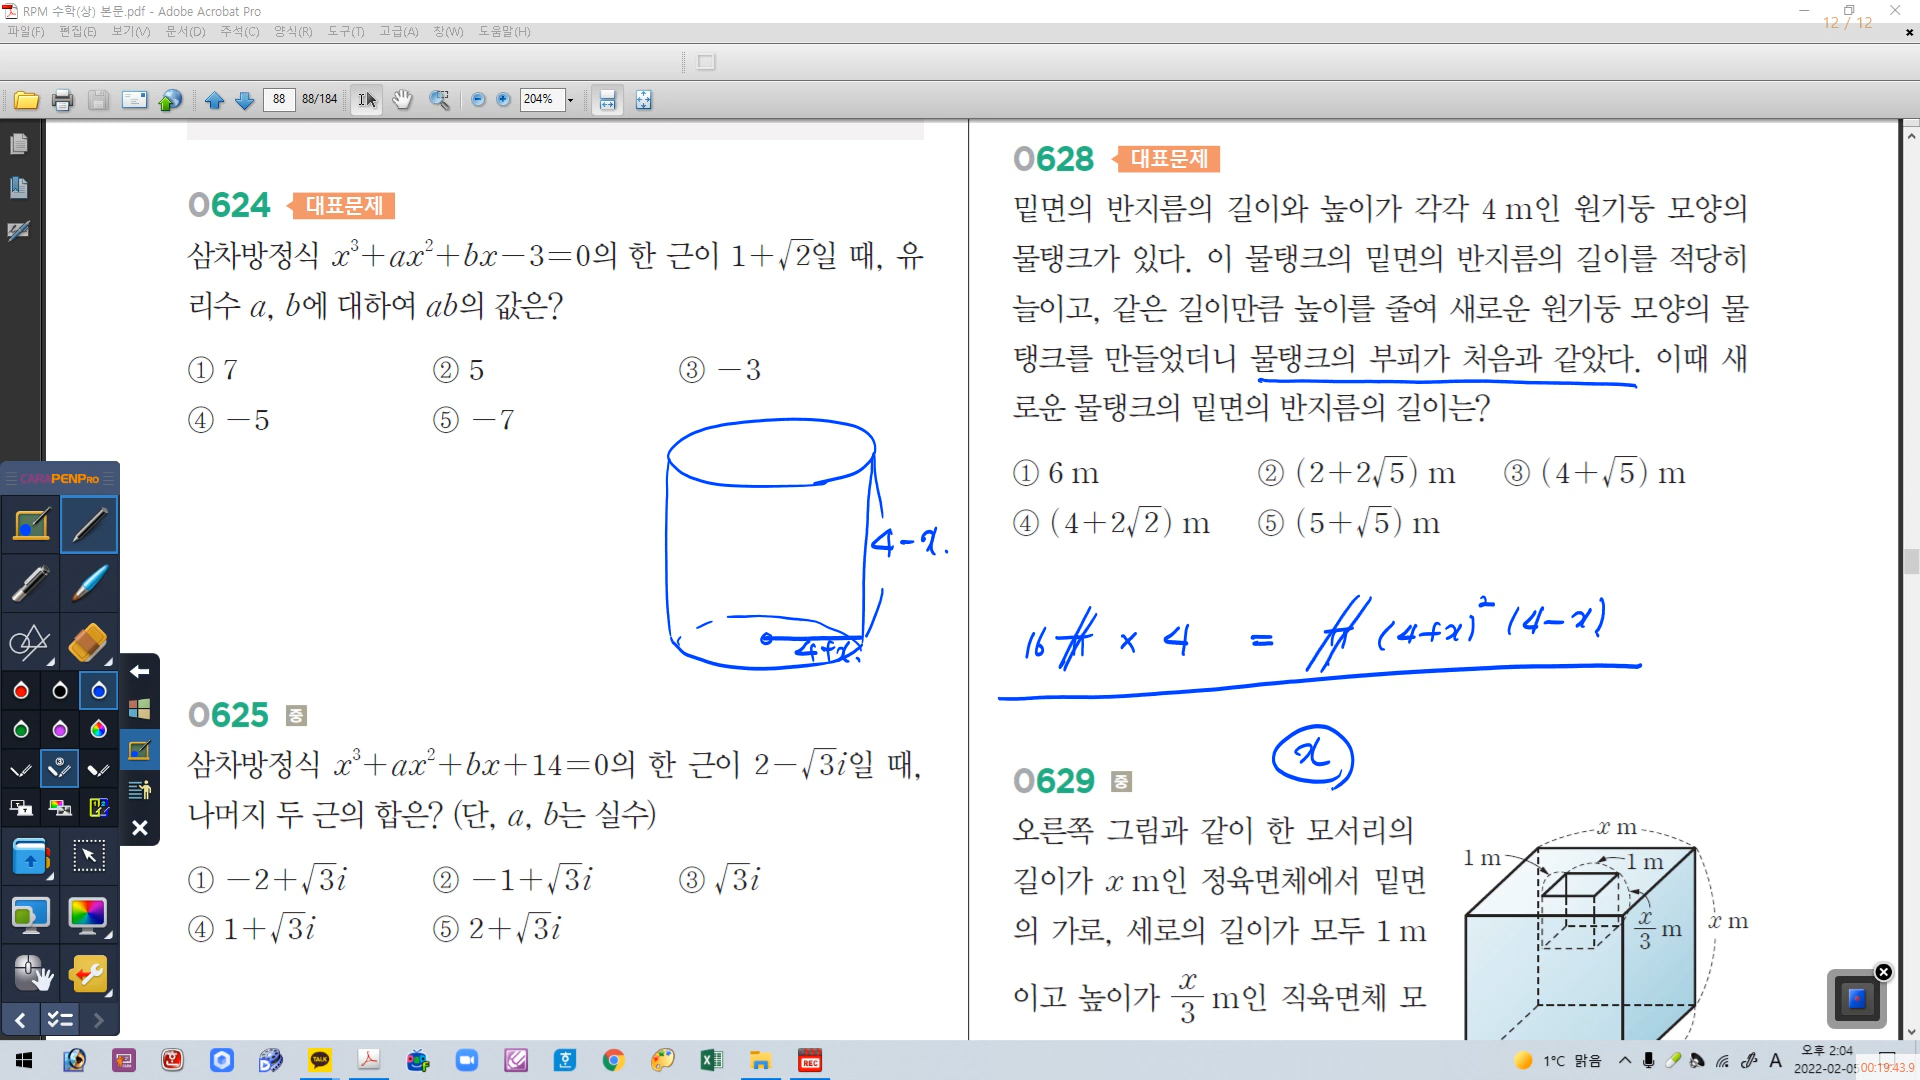 RPM 수학(상) 본문.pdf - Adobe Acrobat Pro
12 / 12
파일(F) 편집(E) 보기(V) 문서(D) 주석(C) 양식(R) 도구(T) 고급(A) 창(W) 도움말(H)
88 88/184 204%
0624 대표문제
삼차방정식 x³+ax²+bx−3=0의 한 근이 1+√2일 때, 유
리수 a, b에 대하여 ab의 값은?
① 7 ② 5 ③ −3
④ −5 ⑤ −7
4−x.
4+x.
CARAPENPRO
0625 중
삼차방정식 x³+ax²+bx+14=0의 한 근이 2−√3i일 때,
나머지 두 근의 합은? (단, a, b는 실수)
① −2+√3i ② −1+√3i ③ √3i
④ 1+√3i ⑤ 2+√3i
0628 대표문제
밑면의 반지름의 길이와 높이가 각각 4 m인 원기둥 모양의
물탱크가 있다. 이 물탱크의 밑면의 반지름의 길이를 적당히
늘이고, 같은 길이만큼 높이를 줄여 새로운 원기둥 모양의 물
탱크를 만들었더니 물탱크의 부피가 처음과 같았다. 이때 새
로운 물탱크의 밑면의 반지름의 길이는?
① 6 m ② (2+2√5) m ③ (4+√5) m
④ (4+2√2) m ⑤ (5+√5) m
16π × 4 = π (4+x)² (4−x)
x
0629 중
오른쪽 그림과 같이 한 모서리의
길이가 x m인 정육면체에서 밑면
의 가로, 세로의 길이가 모두 1 m
이고 높이가 x/3 m인 직육면체 모
x m
1 m 1 m
x/3 m x m
TALK
REC
1°C 맑음 A 오후 2:04
2022-02-05 00:19:43.9